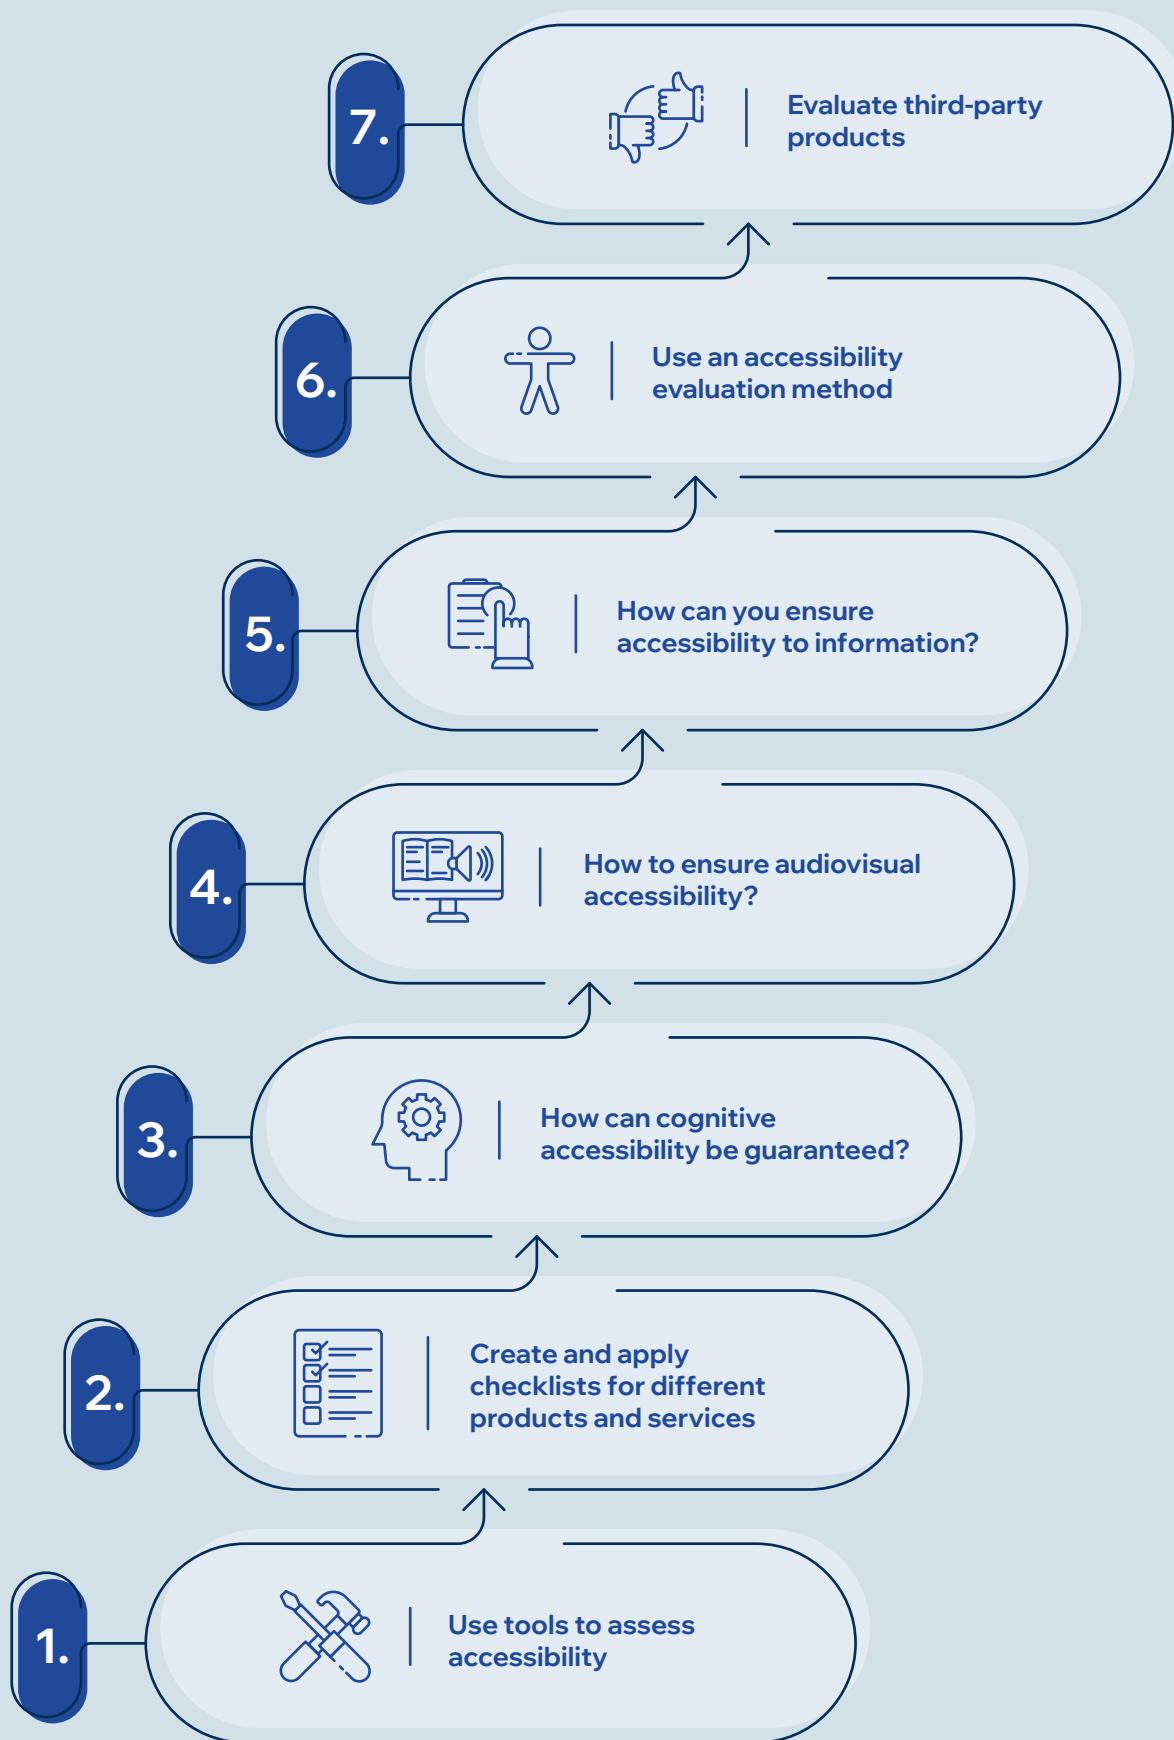 7.
Evaluate third-party
products
6.
Use an accessibility
evaluation method
5.
How can you ensure
accessibility to information?
4.
How to ensure audiovisual
accessibility?
3.
How can cognitive
accessibility be guaranteed?
2.
Create and apply
checklists for different
products and services
1.
Use tools to assess
accessibility